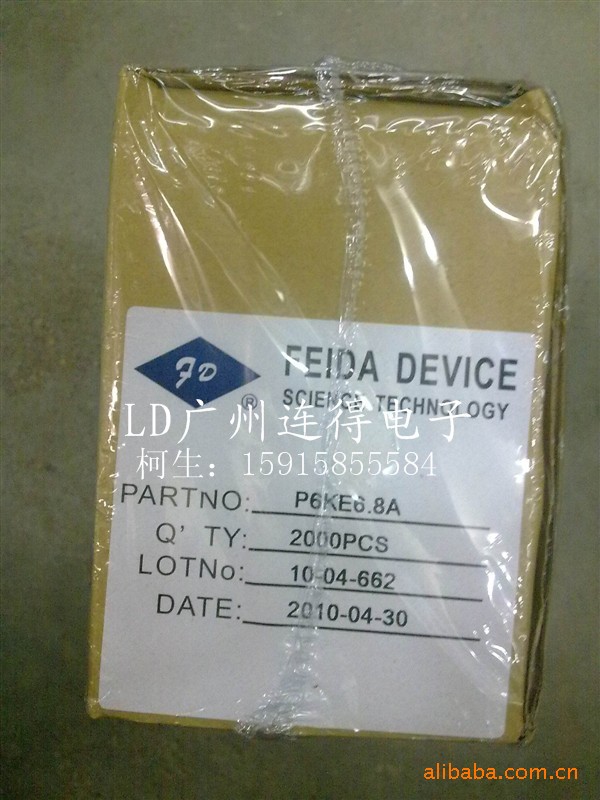 FD
®
FEIDA DEVICE
SCIENCE TECHNOLOGY
LD广州连得电子
柯生：15915855584
PARTNO: P6KE6.8A
Q' TY: 2000PCS
LOTNo: 10-04-662
DATE: 2010-04-30
alibaba.com.cn